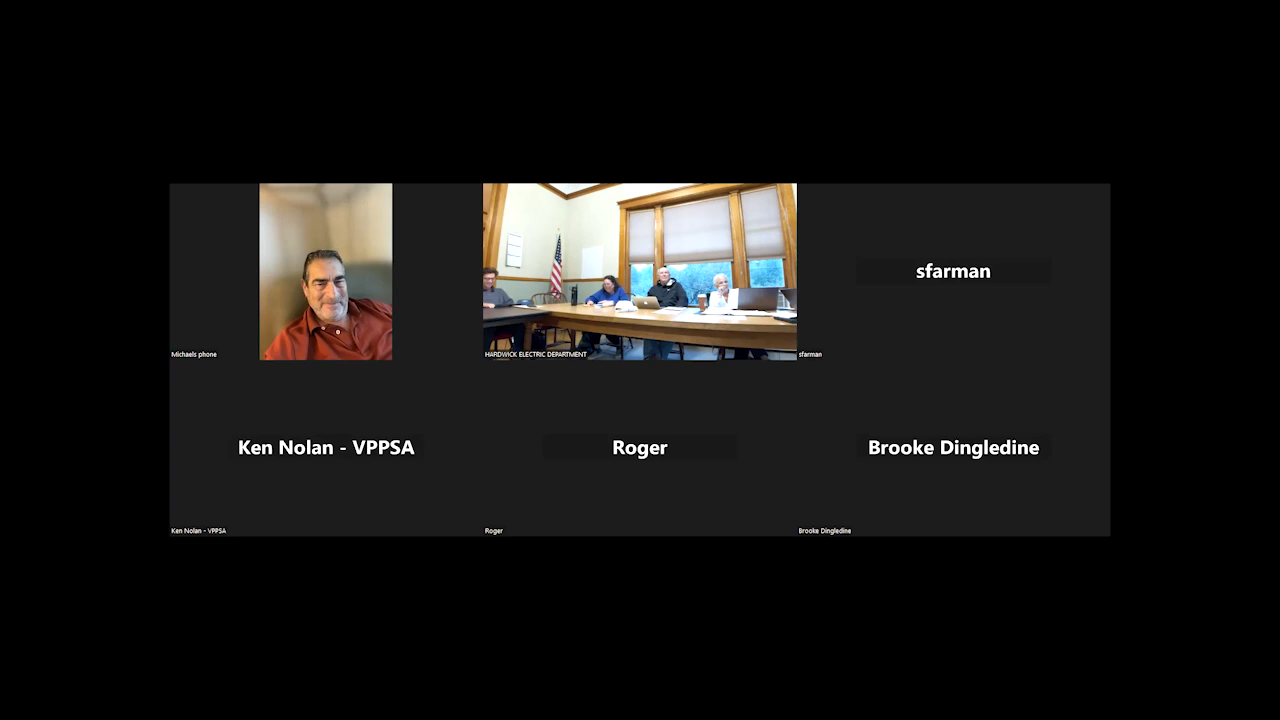 sfarman
Michaels phone
HARDWICK ELECTRIC DEPARTMENT
sfarman
Ken Nolan - VPPSA
Roger
Brooke Dingledine
Ken Nolan - VPPSA
Roger
Brooke Dingledine